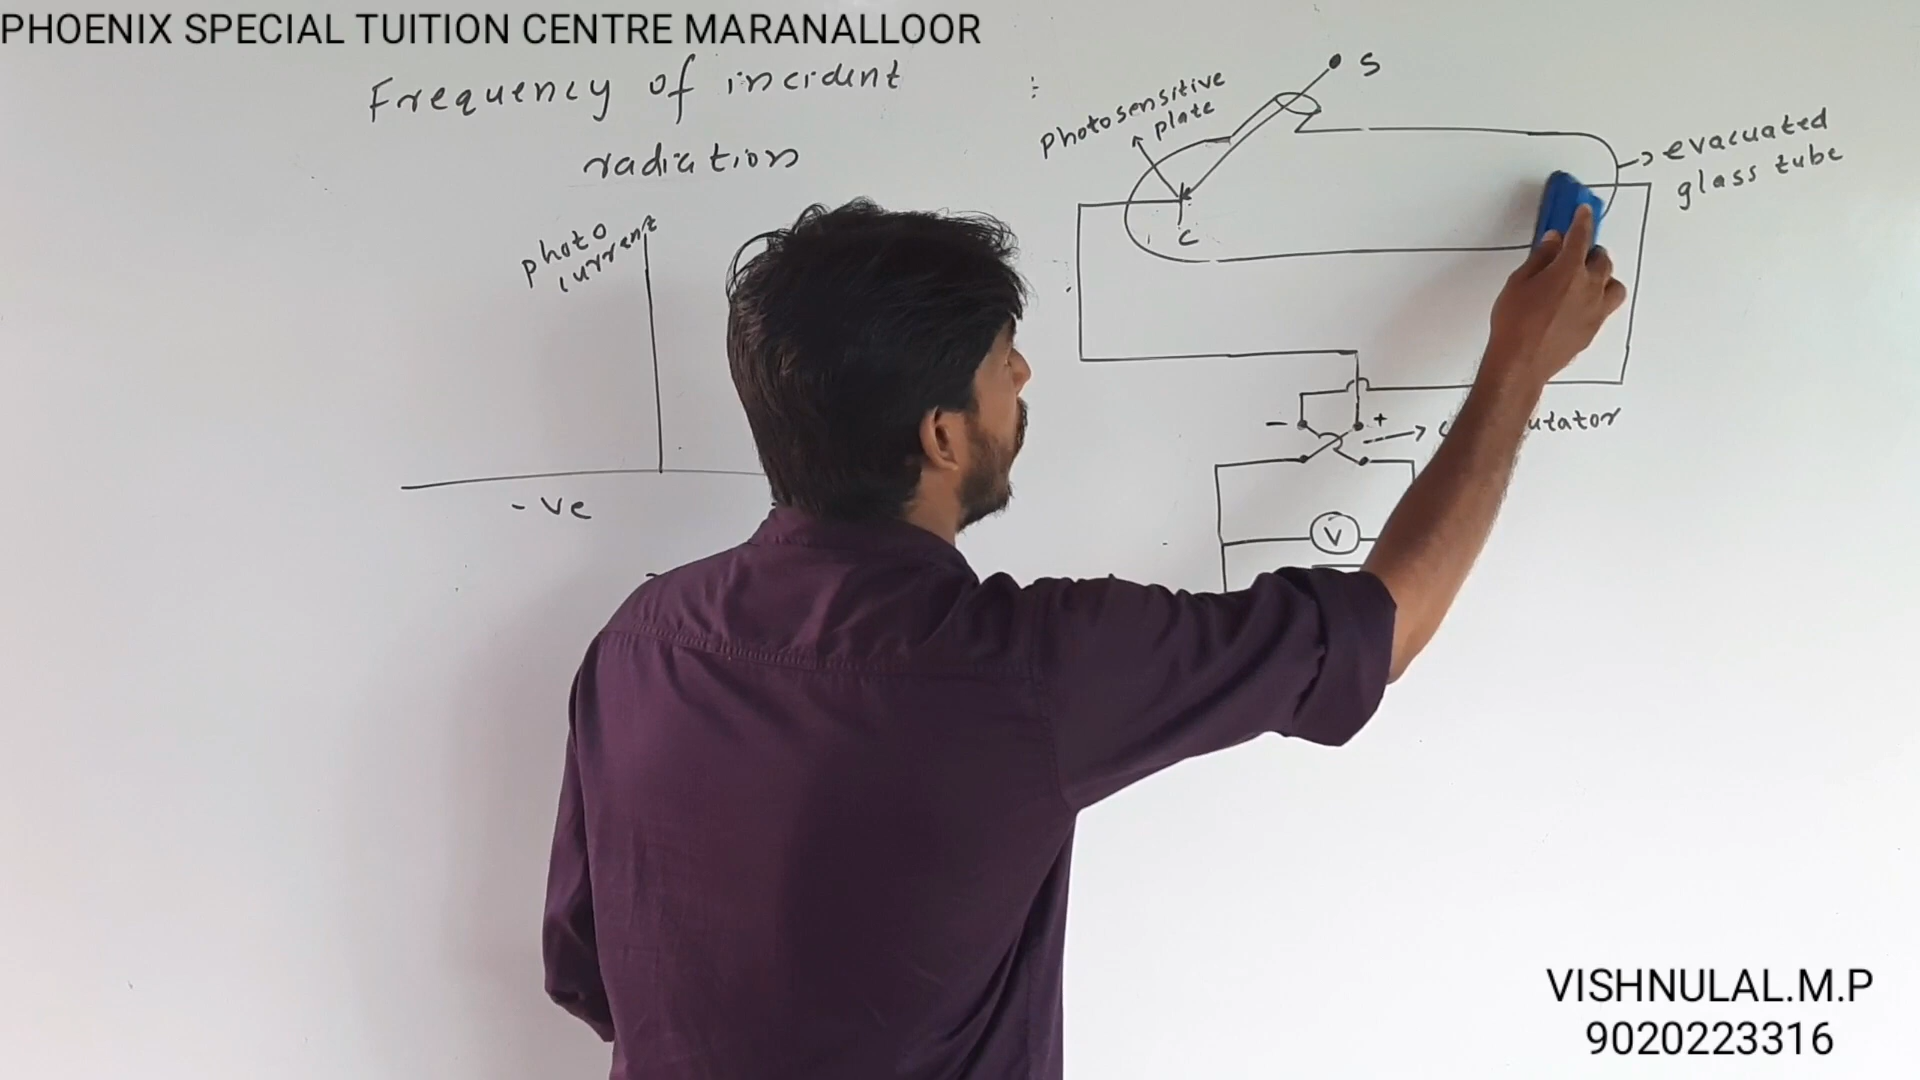 PHOENIX SPECIAL TUITION CENTRE MARANALLOOR
Frequency of incident
radiation
:
photo
current
-ve
photosensitive
plate
S
evacuated
glass tube
C
- +
utator
V
VISHNULAL.M.P
9020223316